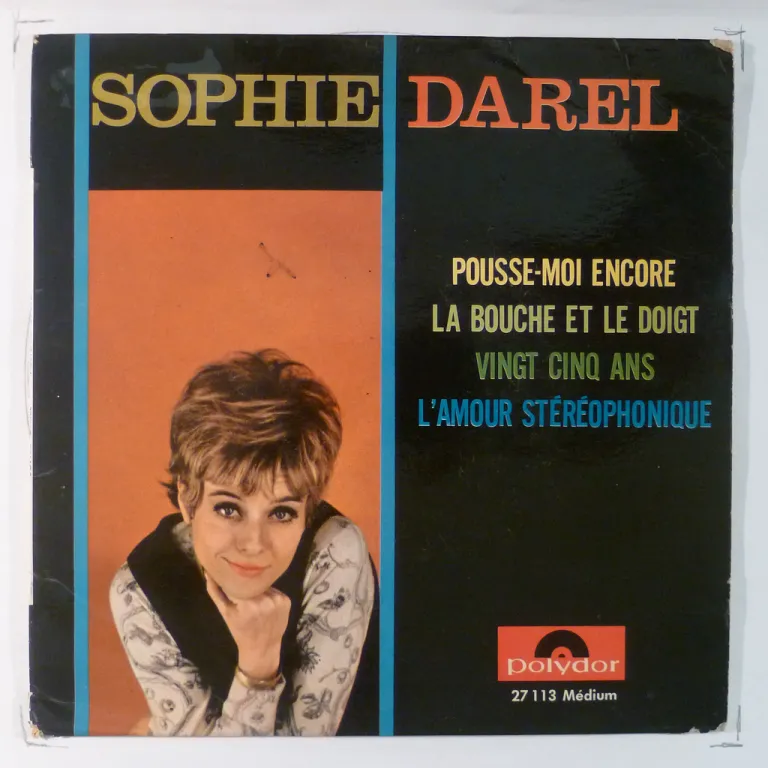 SOPHIE DAREL
POUSSE-MOI ENCORE
LA BOUCHE ET LE DOIGT
VINGT CINQ ANS
L'AMOUR STÉRÉOPHONIQUE
polydor
27 113 Médium